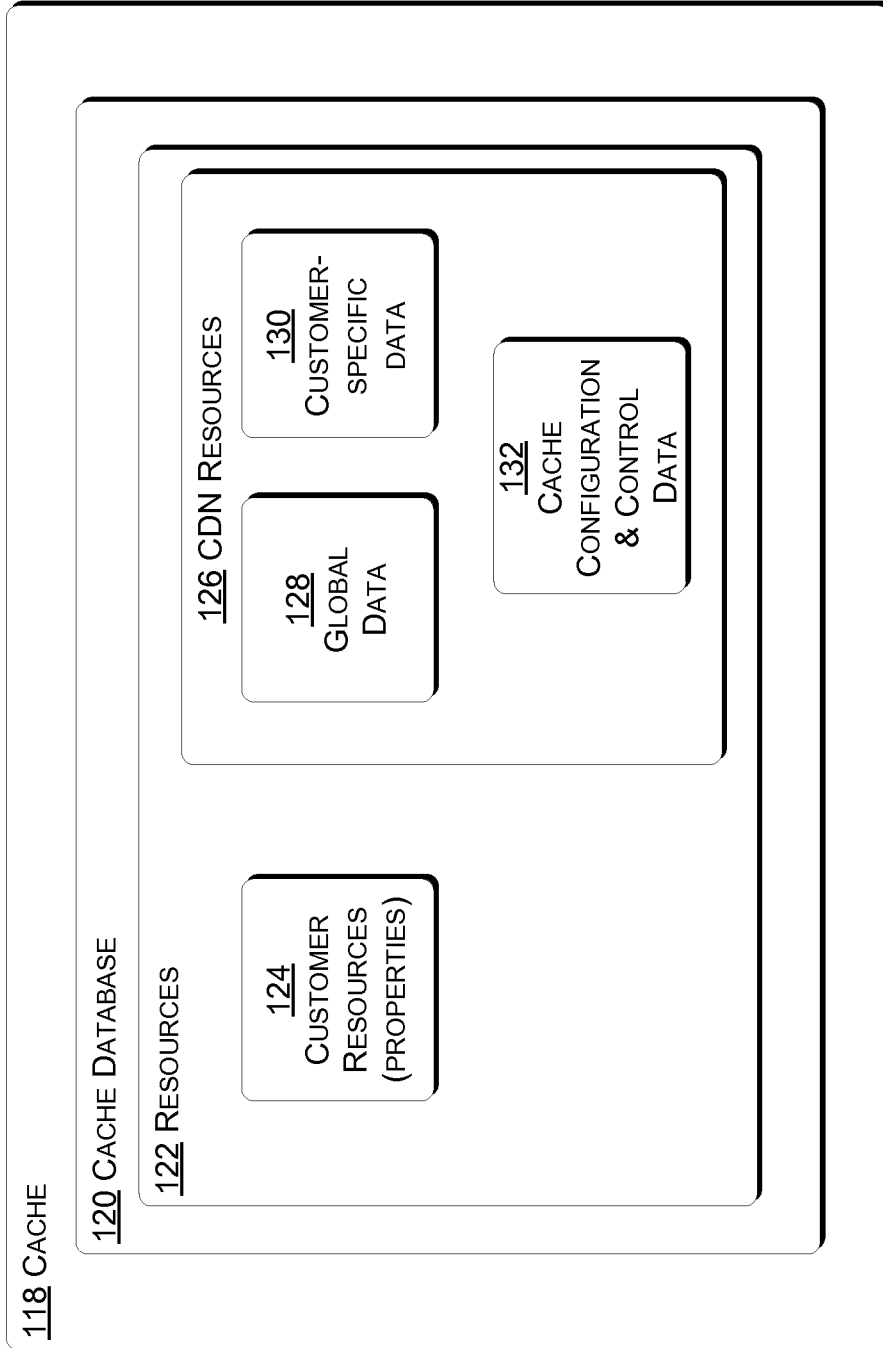 118 CACHE
120 CACHE DATABASE
122 RESOURCES
124
CUSTOMER
RESOURCES
(PROPERTIES)
126 CDN RESOURCES
128
GLOBAL
DATA
130
CUSTOMER-
SPECIFIC
DATA
132
CACHE
CONFIGURATION
& CONTROL
DATA